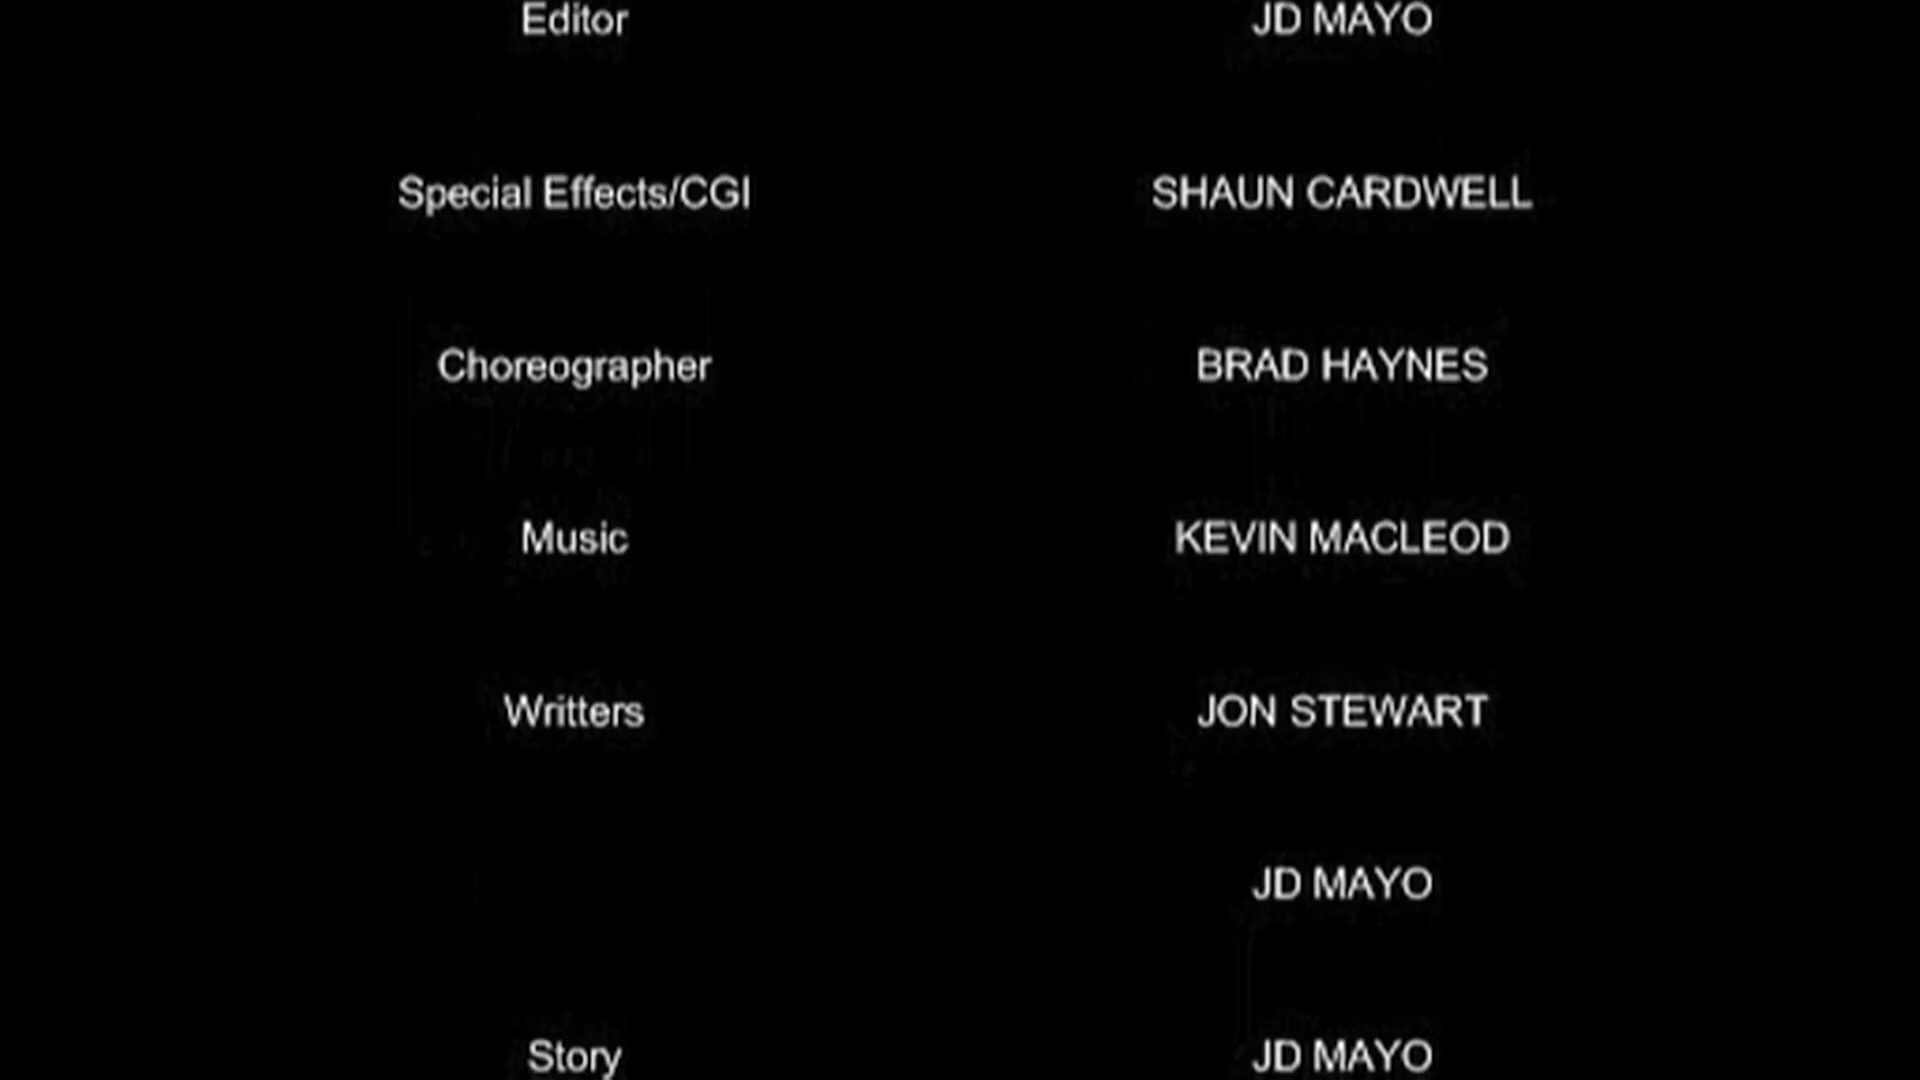 Editor JD MAYO
Special Effects/CGI SHAUN CARDWELL
Choreographer BRAD HAYNES
Music KEVIN MACLEOD
Writters JON STEWART
JD MAYO
Story JD MAYO